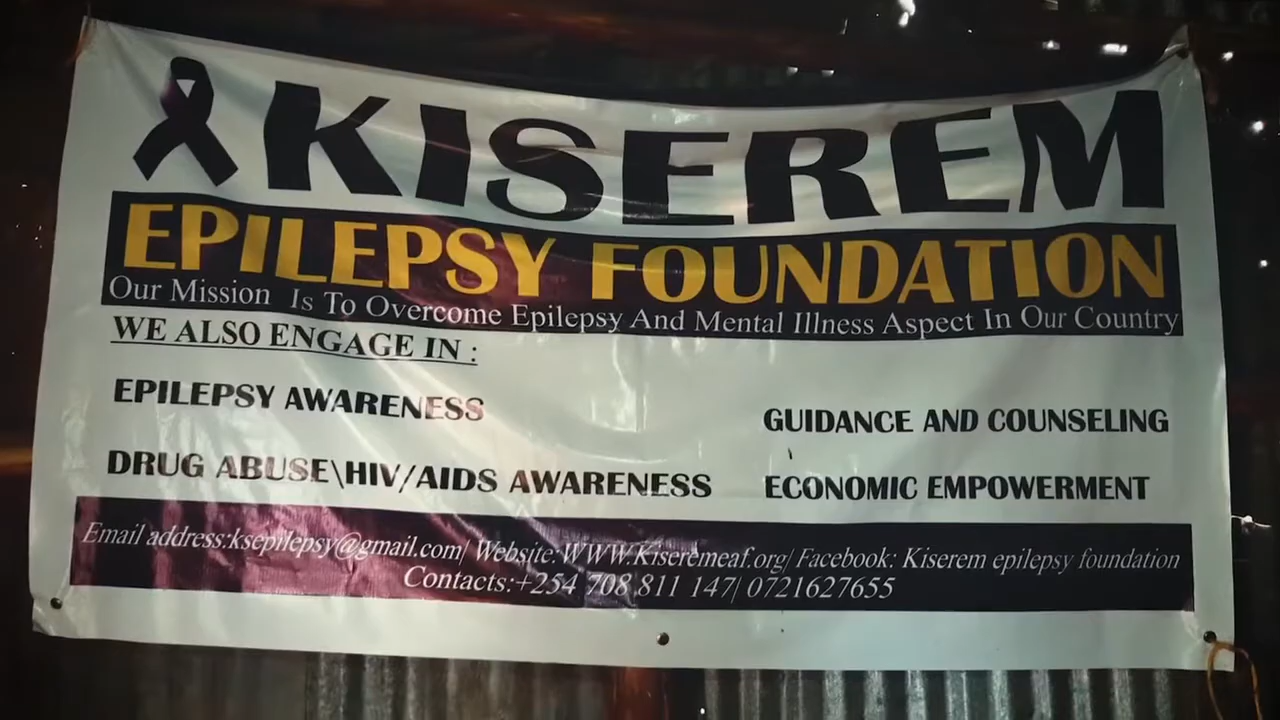 KISEREM
EPILEPSY FOUNDATION
Our Mission Is To Overcome Epilepsy And Mental Illness Aspect In Our Country
WE ALSO ENGAGE IN :
EPILEPSY AWARENESS
GUIDANCE AND COUNSELING
DRUG ABUSE\HIV/AIDS AWARENESS
ECONOMIC EMPOWERMENT
Email address:ksepilepsy@gmail.com/ Website:WWW.Kiseremeaf.org/ Facebook: Kiserem epilepsy foundation
Contacts:+254 708 811 147/ 0721627655